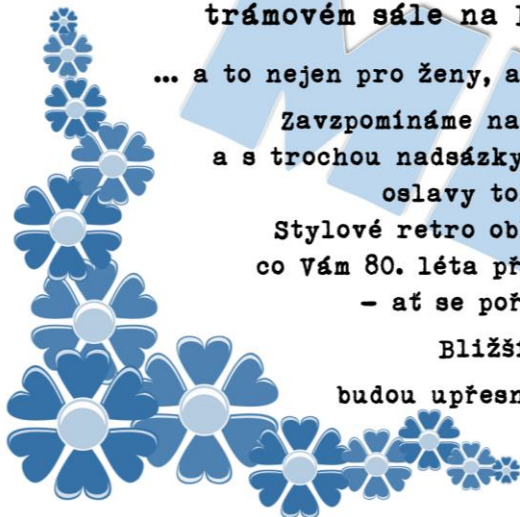 trámovém sále na
... a to nejen pro ženy, a
Zavzpomínáme na
a s trochou nadsázky
oslavy to
Stylové retro ob
co Vám 80. léta př
– ať se poř
Bližší
budou upřesn